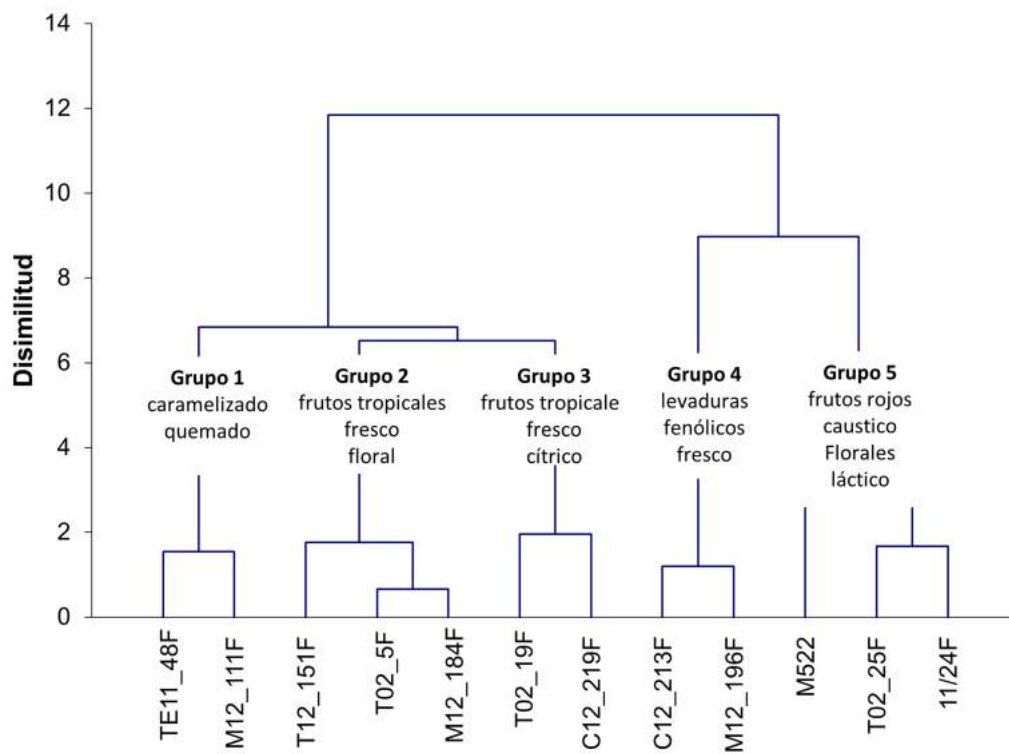 14
12
10
8
6
4
2
0
Disimilitud
Grupo 1
caramelizado
quemado
Grupo 2
frutos tropicales
fresco
floral
Grupo 3
frutos tropicale
fresco
cítrico
Grupo 4
levaduras
fenólicos
fresco
Grupo 5
frutos rojos
caustico
Florales
láctico
TE11_48F
M12_111F
T12_151F
T02_5F
M12_184F
T02_19F
C12_219F
C12_213F
M12_196F
M522
T02_25F
11/24F